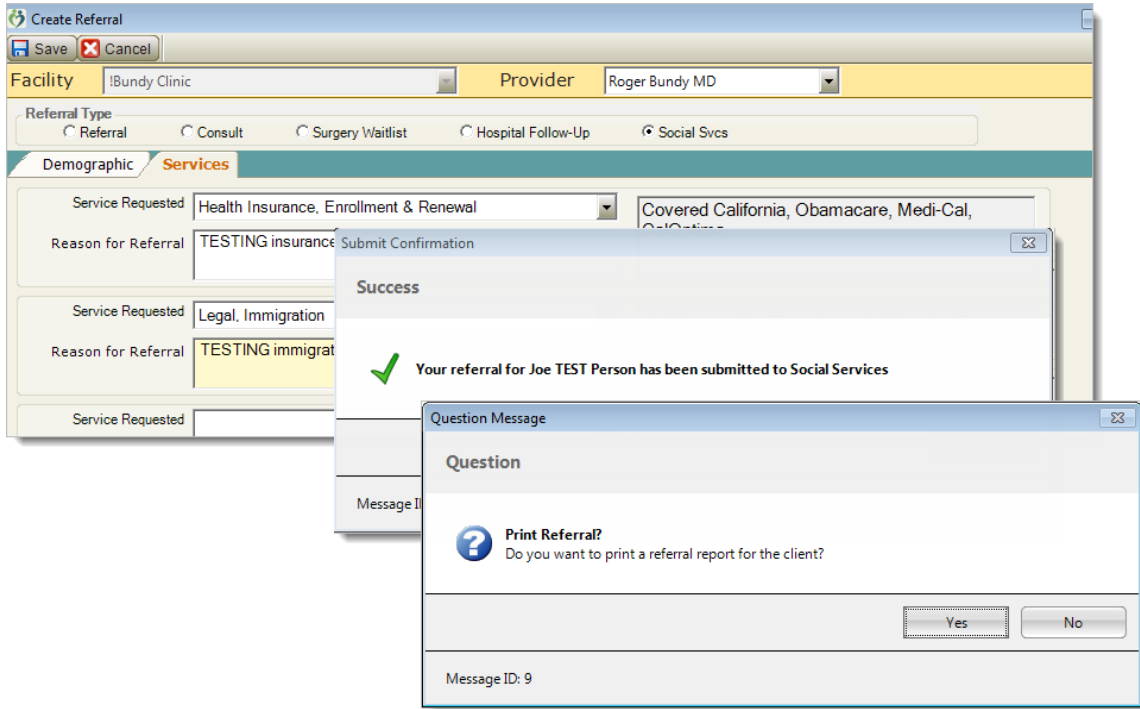 Create Referral
Save Cancel
Facility !Bundy Clinic Provider Roger Bundy MD
Referral Type
Referral Consult Surgery Waitlist Hospital Follow-Up Social Svcs
Demographic Services
Service Requested Health Insurance, Enrollment & Renewal Covered California, Obamacare, Medi-Cal,
Reason for Referral TESTING insurance
Submit Confirmation
Success
Service Requested Legal, Immigration
Reason for Referral TESTING immigrat
Your referral for Joe TEST Person has been submitted to Social Services
Service Requested
Question Message
Question
Message I
Print Referral?
Do you want to print a referral report for the client?
Yes No
Message ID: 9